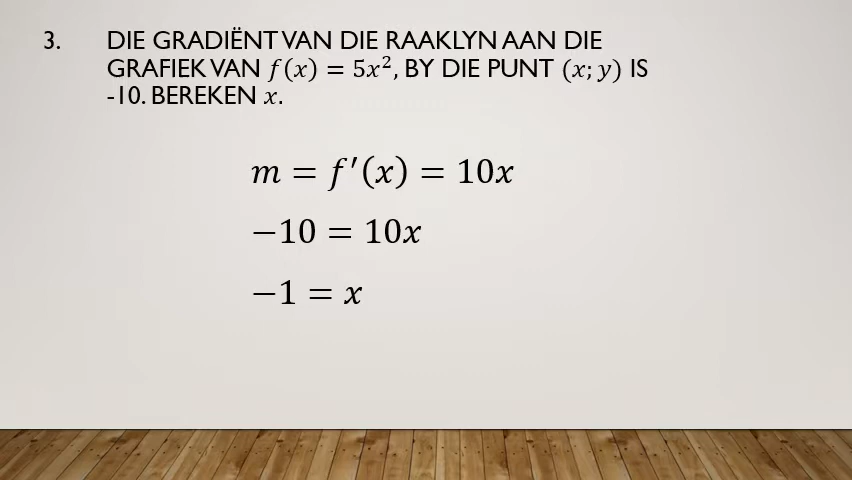 3. DIE GRADIËNT VAN DIE RAAKLYN AAN DIE
GRAFIEK VAN f(x) = 5x², BY DIE PUNT (x; y) IS
-10. BEREKEN x.
m = f′(x) = 10x
−10 = 10x
−1 = x